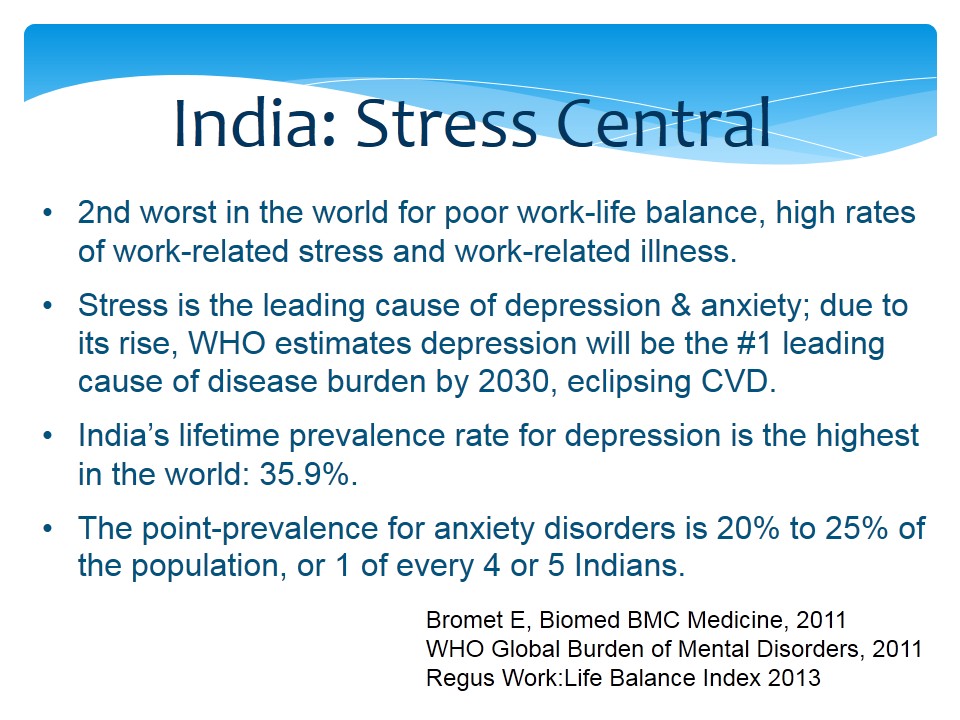 India: Stress Central
• 2nd worst in the world for poor work-life balance, high rates
of work-related stress and work-related illness.
• Stress is the leading cause of depression & anxiety; due to
its rise, WHO estimates depression will be the #1 leading
cause of disease burden by 2030, eclipsing CVD.
• India’s lifetime prevalence rate for depression is the highest
in the world: 35.9%.
• The point-prevalence for anxiety disorders is 20% to 25% of
the population, or 1 of every 4 or 5 Indians.
Bromet E, Biomed BMC Medicine, 2011
WHO Global Burden of Mental Disorders, 2011
Regus Work:Life Balance Index 2013